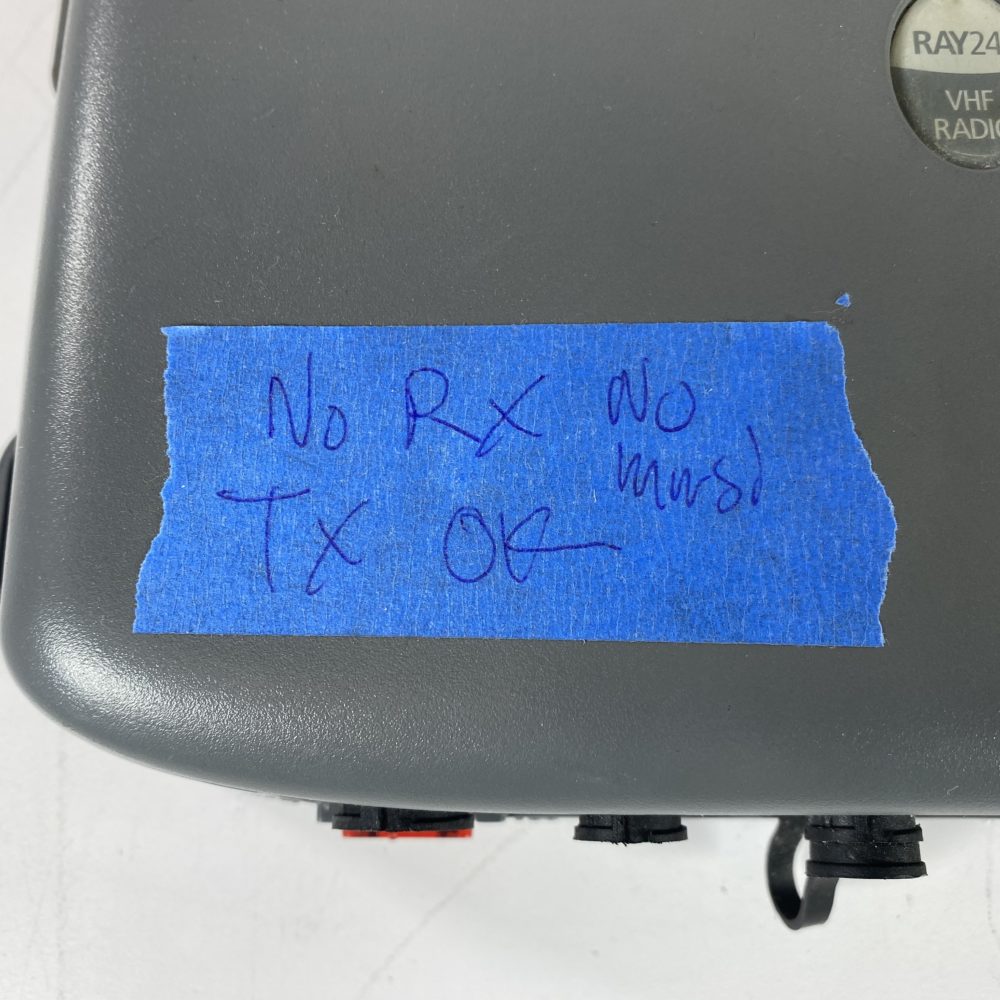 RAY24
VHF
RADIO
No Rx No
Tx OK